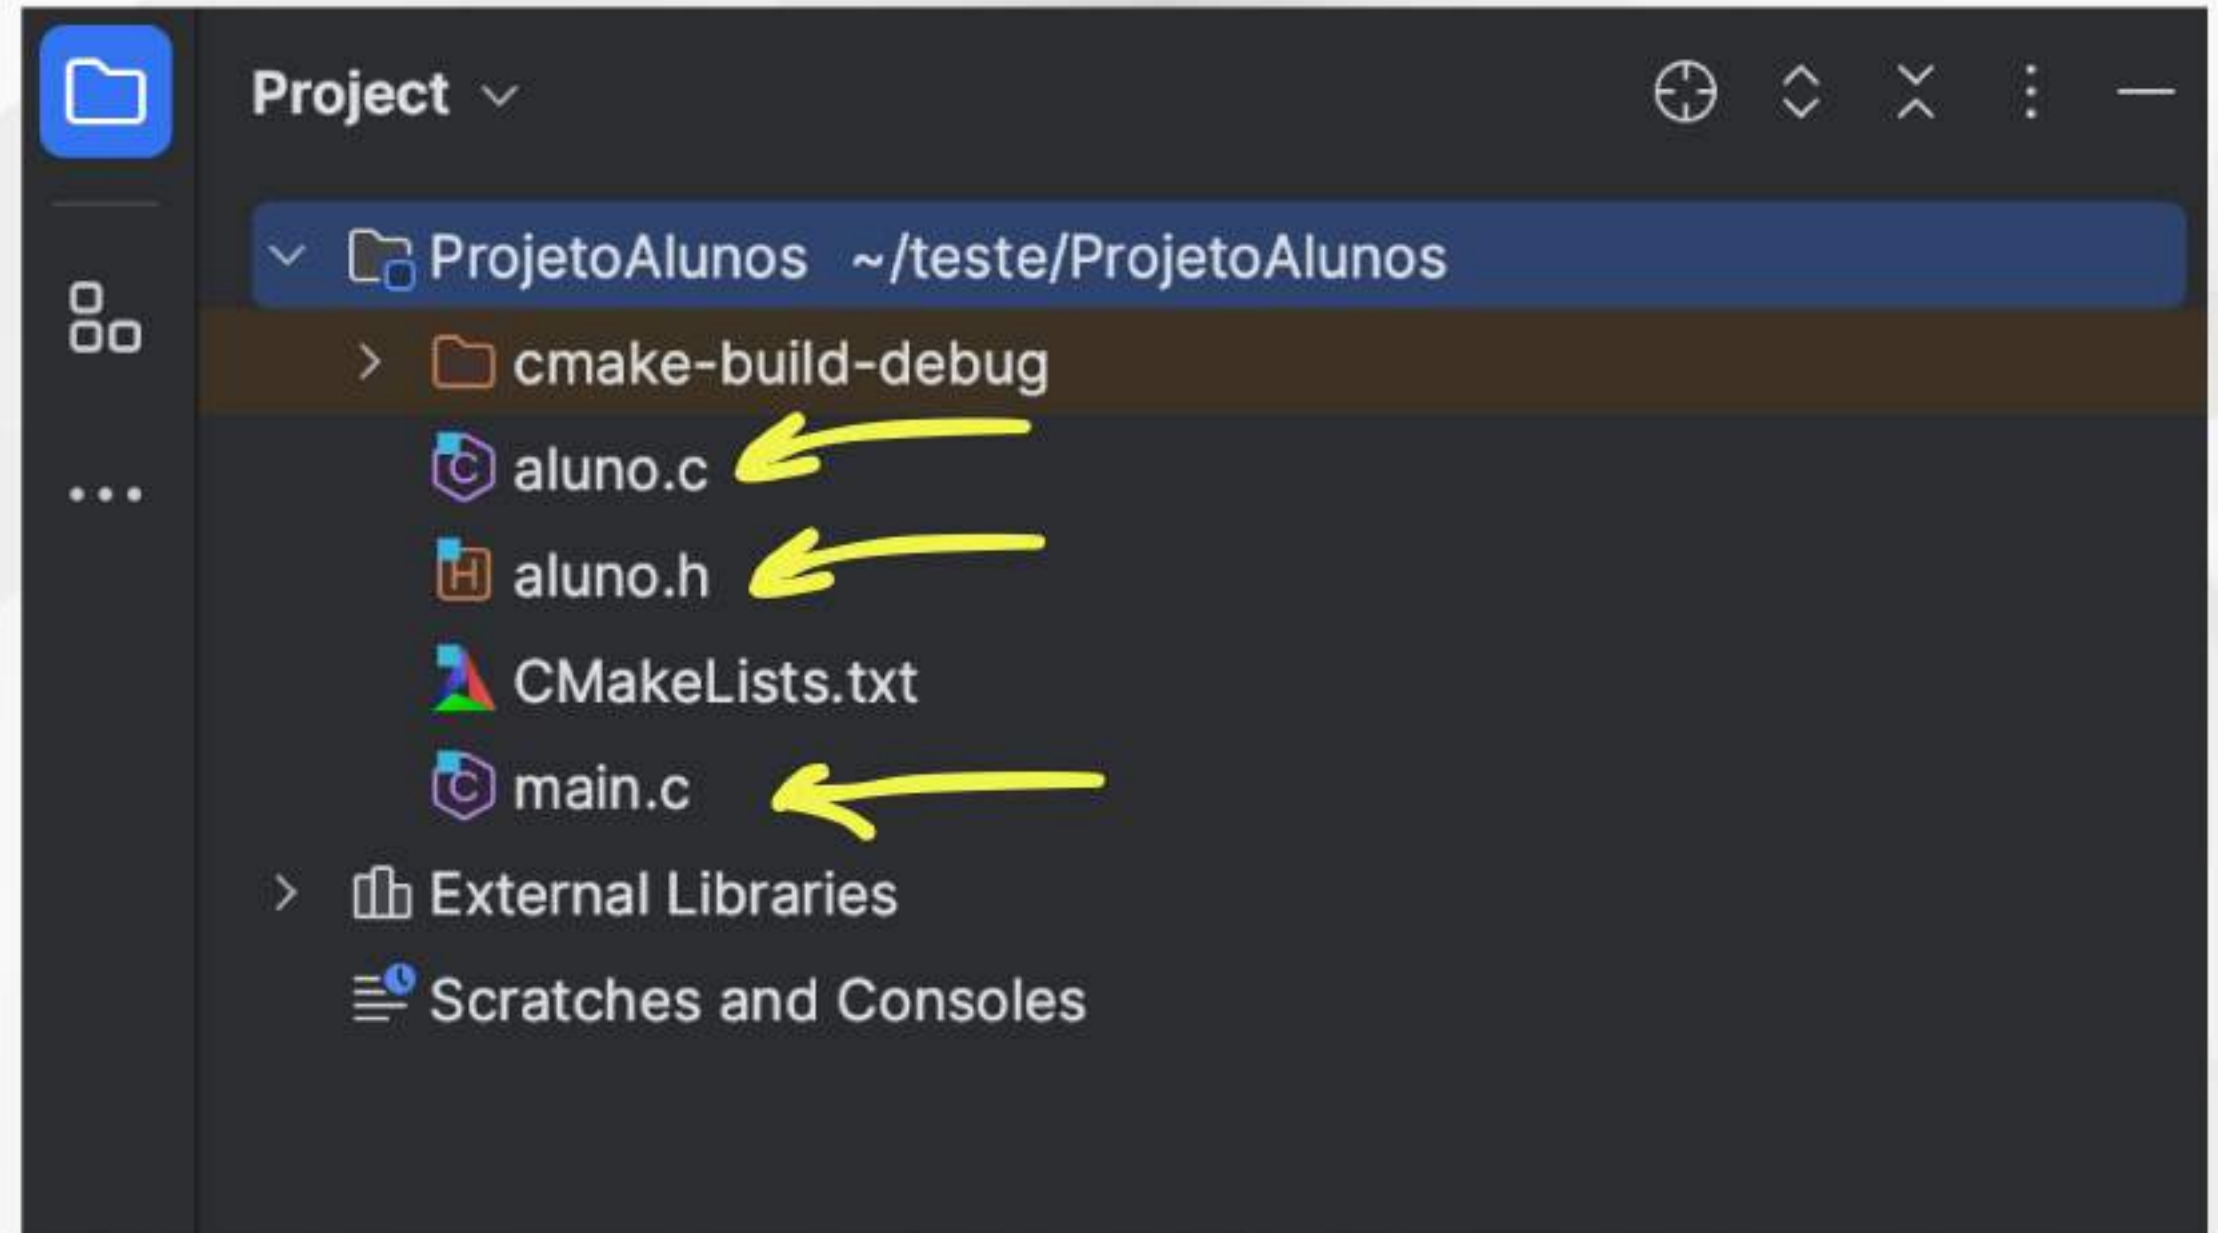 Project
ProjetoAlunos ~/teste/ProjetoAlunos
cmake-build-debug
aluno.c
aluno.h
CMakeLists.txt
main.c
External Libraries
Scratches and Consoles